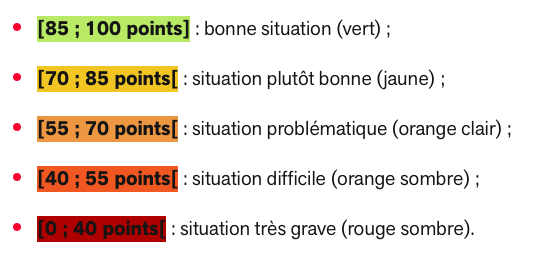 [85 ; 100 points] : bonne situation (vert) ;
[70 ; 85 points[ : situation plutôt bonne (jaune) ;
[55 ; 70 points[ : situation problématique (orange clair) ;
[40 ; 55 points[ : situation difficile (orange sombre) ;
[0 ; 40 points[ : situation très grave (rouge sombre).